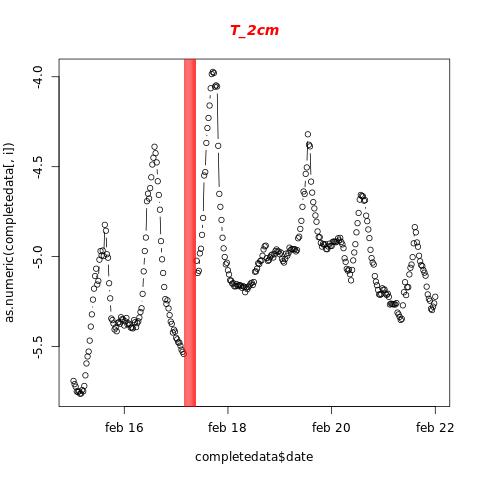 T_2cm
as.numeric(completedata[, i])
-4.0
-4.5
-5.0
-5.5
feb 16
feb 18
feb 20
feb 22
completedata$date